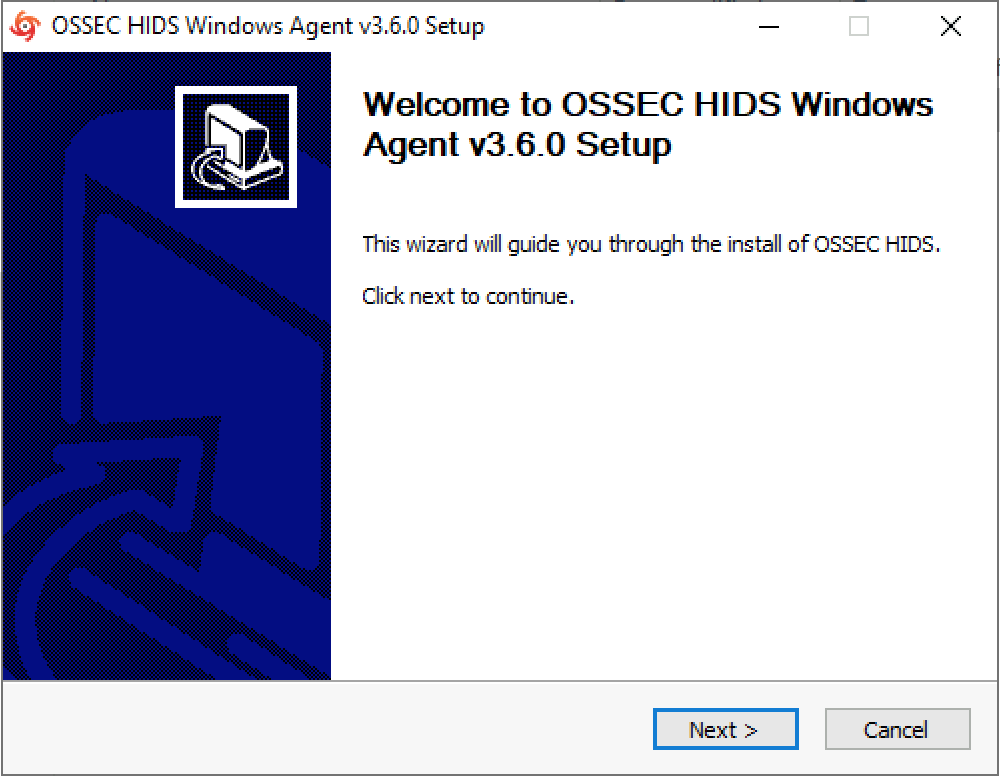 OSSEC HIDS Windows Agent v3.6.0 Setup
Welcome to OSSEC HIDS Windows
Agent v3.6.0 Setup
This wizard will guide you through the install of OSSEC HIDS.
Click next to continue.
Next >
Cancel